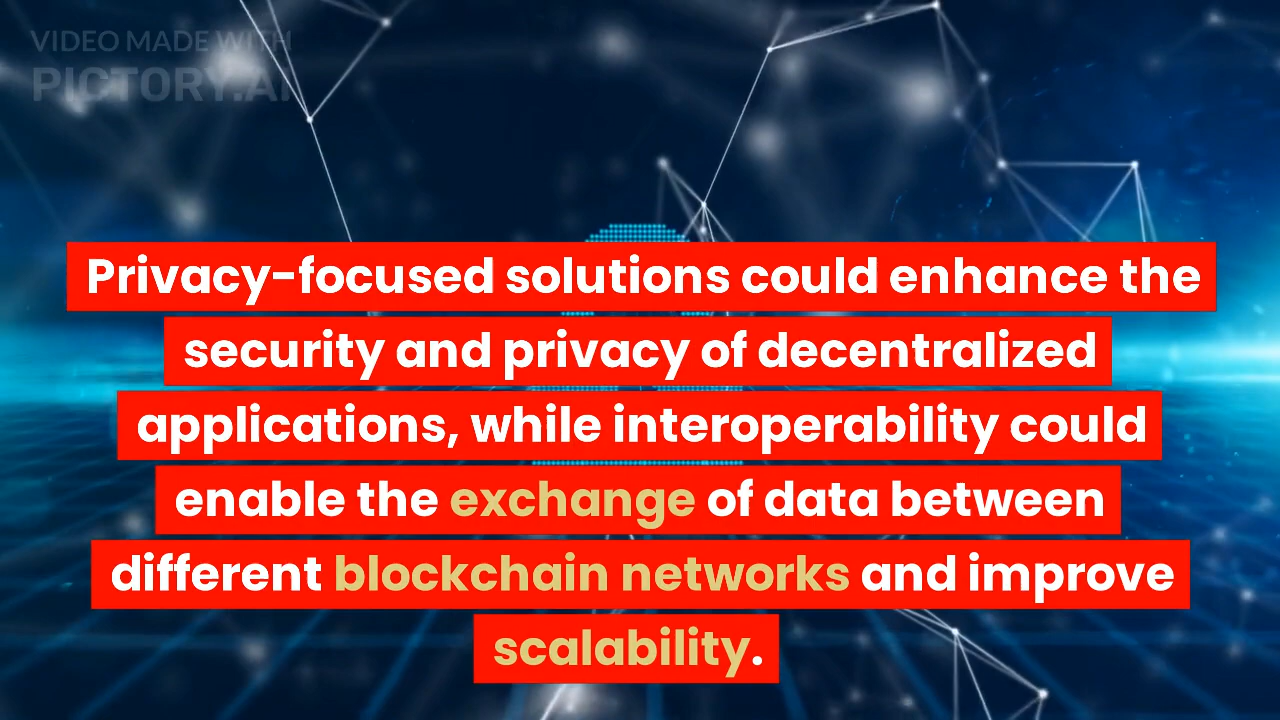 VIDEO MADE WITH
PICTORY.AI
Privacy-focused solutions could enhance the
security and privacy of decentralized
applications, while interoperability could
enable the exchange of data between
different blockchain networks and improve
scalability.